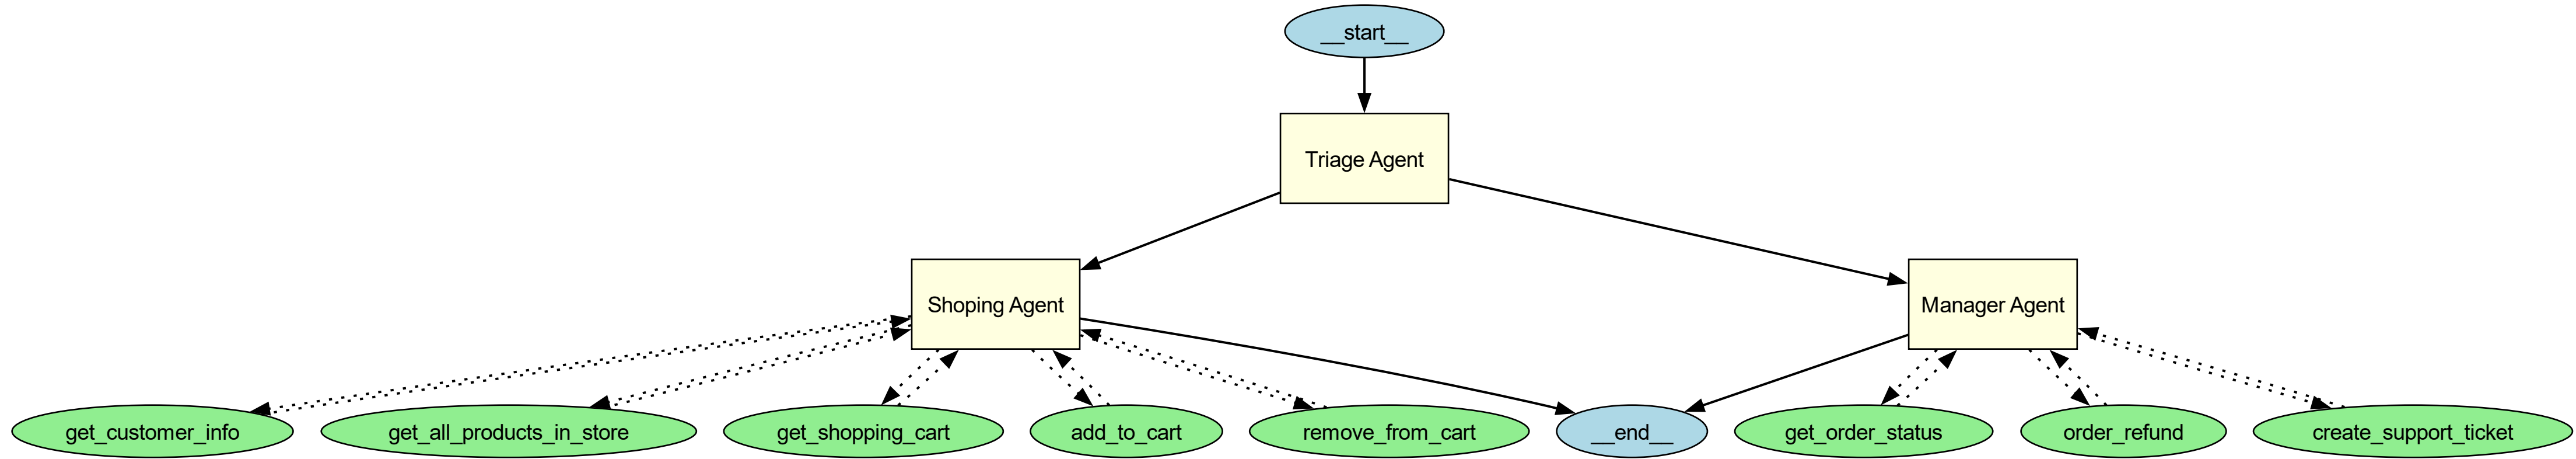 __start__
Triage Agent
Shoping Agent
Manager Agent
get_customer_info
get_all_products_in_store
get_shopping_cart
add_to_cart
remove_from_cart
__end__
get_order_status
order_refund
create_support_ticket